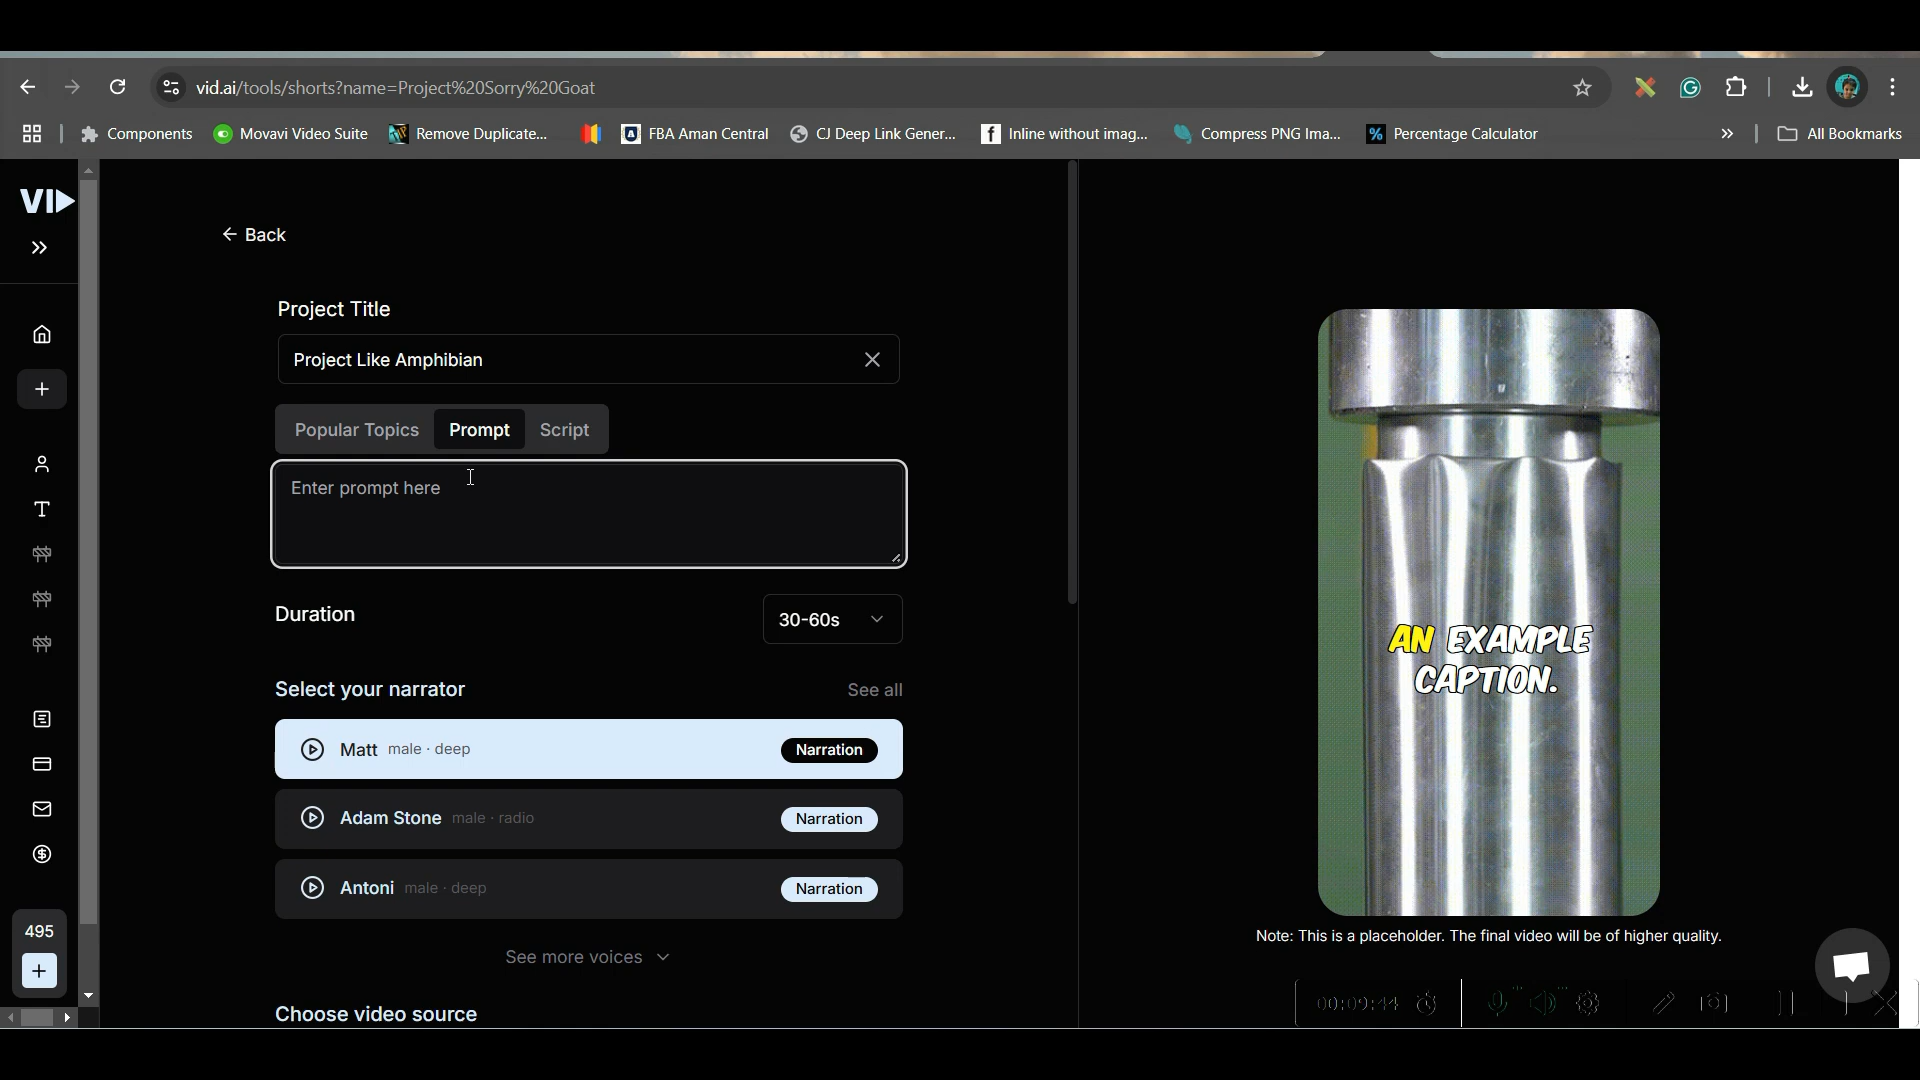 vid.ai/tools/shorts?name=Project%20Sorry%20Goat
Components
Movavi Video Suite
Remove Duplicate...
FBA Aman Central
CJ Deep Link Gener...
Inline without imag...
Compress PNG Ima...
Percentage Calculator
All Bookmarks
VID
Back
Project Title
Project Like Amphibian
Popular Topics Prompt Script
Enter prompt here
Duration
30-60s
Select your narrator
See all
Matt male · deep
Narration
Adam Stone male · radio
Narration
Antoni male · deep
Narration
See more voices
Choose video source
495
AN EXAMPLE
CAPTION.
Note: This is a placeholder. The final video will be of higher quality.
00:09:44